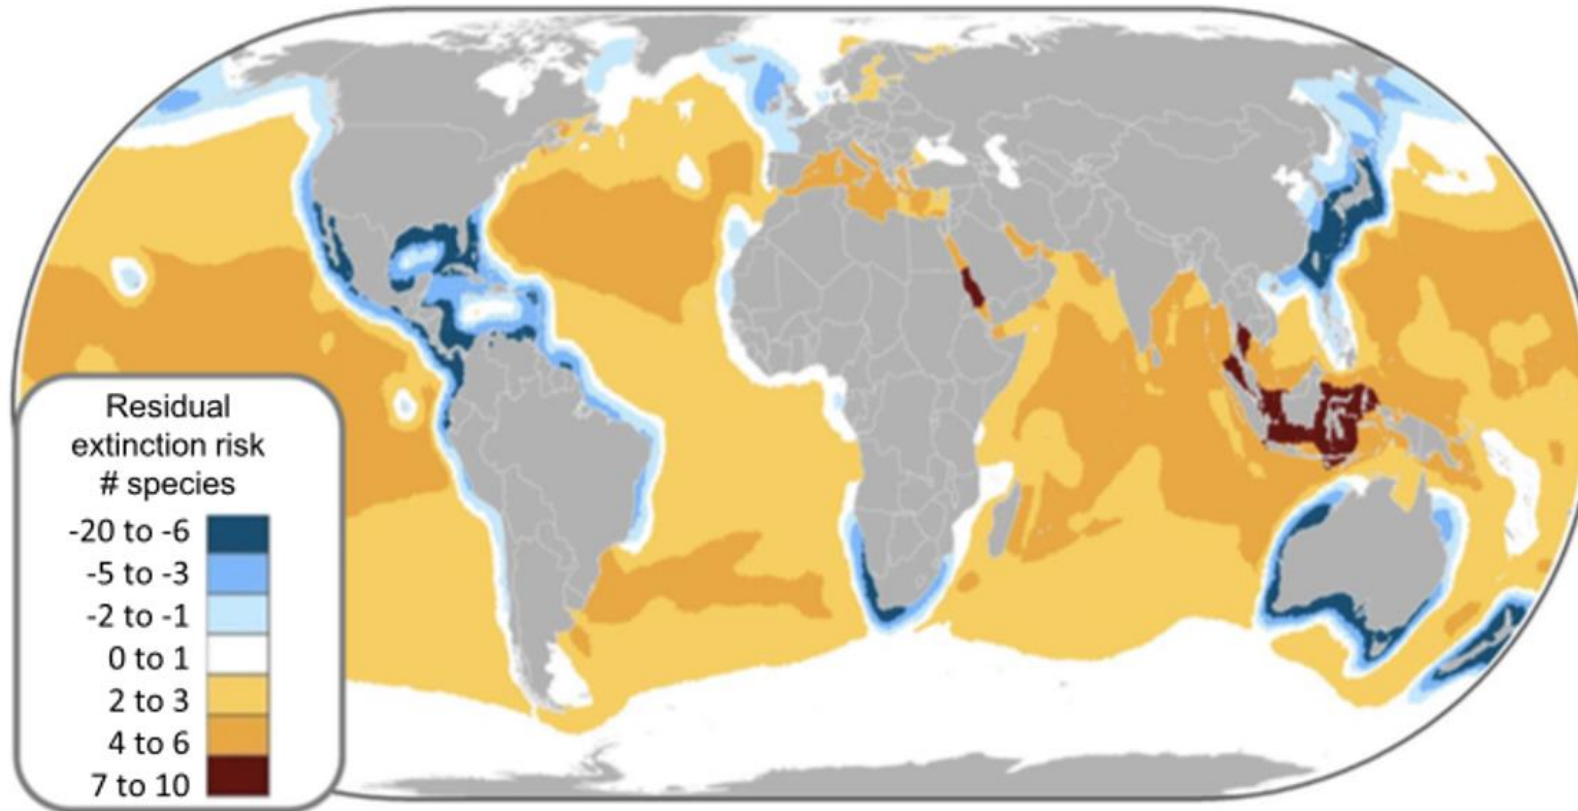 Residual
extinction risk
# species
-20 to -6
-5 to -3
-2 to -1
0 to 1
2 to 3
4 to 6
7 to 10